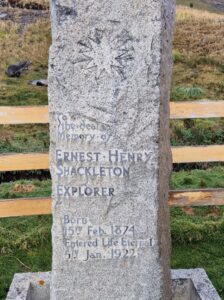 To
the dear
Memory of
ERNEST·HENRY
SHACKLETON
EXPLORER
Born
15th Feb. 1874
Entered Life Eternal
5th Jan. 1922